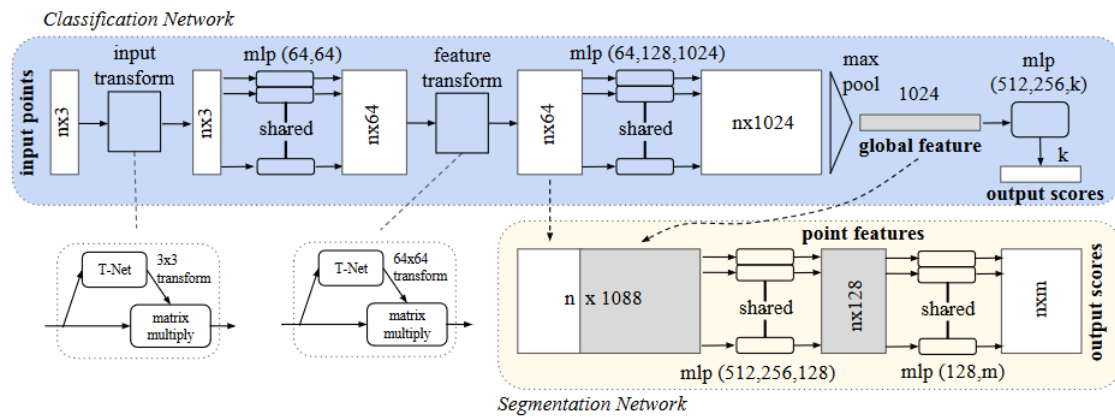 Classification Network
input points
nx3
input
transform
nx3
mlp (64,64)
shared
nx64
feature
transform
nx64
mlp (64,128,1024)
shared
nx1024
max
pool
1024
global feature
mlp
(512,256,k)
k
output scores
T-Net
3x3
transform
matrix
multiply
T-Net
64x64
transform
matrix
multiply
point features
n x 1088
shared
mlp (512,256,128)
nx128
shared
mlp (128,m)
nxm
output scores
Segmentation Network